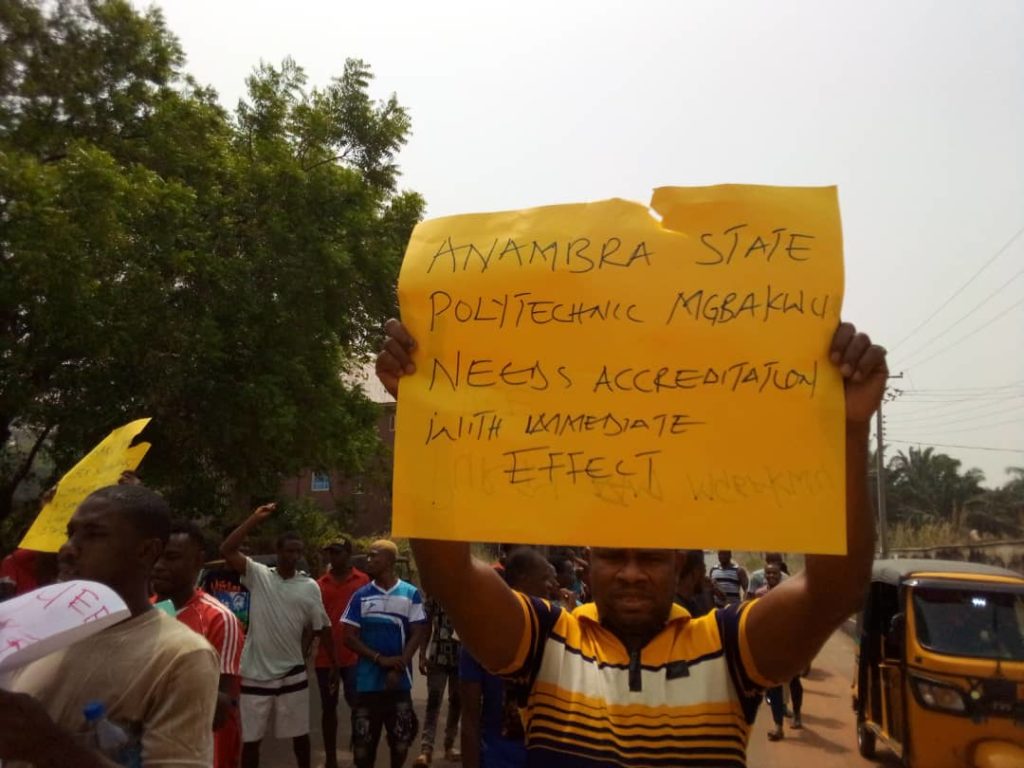 ANAMBRA STATE
POLYTECHNIC MGBAKWU
NEEDS ACCREDITATION
WITH IMMEDIATE
EFFECT